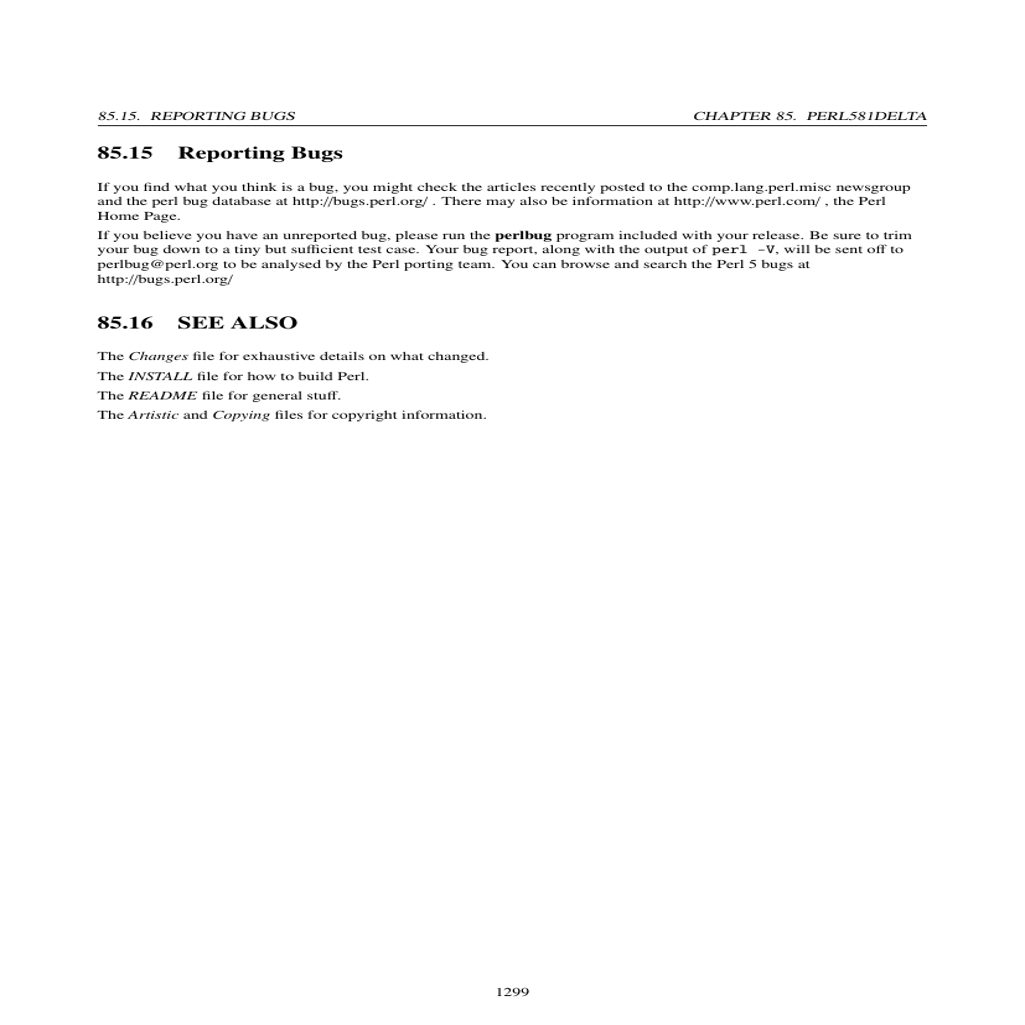 85.15. REPORTING BUGS CHAPTER 85. PERL581DELTA
85.15 Reporting Bugs
If you find what you think is a bug, you might check the articles recently posted to the comp.lang.perl.misc newsgroup
and the perl bug database at http://bugs.perl.org/ . There may also be information at http://www.perl.com/ , the Perl
Home Page.
If you believe you have an unreported bug, please run the perlbug program included with your release. Be sure to trim
your bug down to a tiny but sufficient test case. Your bug report, along with the output of perl -V, will be sent off to
perlbug@perl.org to be analysed by the Perl porting team. You can browse and search the Perl 5 bugs at
http://bugs.perl.org/
85.16 SEE ALSO
The Changes file for exhaustive details on what changed.
The INSTALL file for how to build Perl.
The README file for general stuff.
The Artistic and Copying files for copyright information.
1299